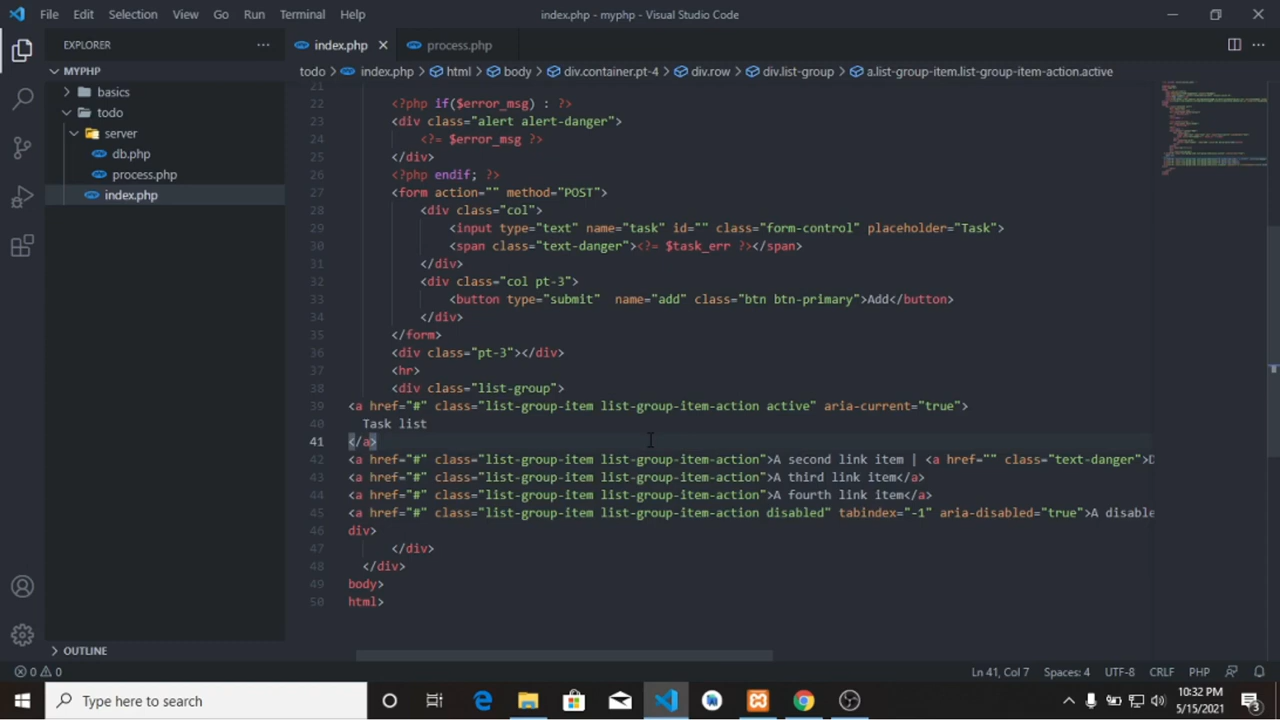 File Edit Selection View Go Run Terminal Help
index.php - myphp - Visual Studio Code
EXPLORER
MYPHP
basics
todo
server
db.php
process.php
index.php
OUTLINE
index.php process.php
todo index.php html body div.container.pt-4 div.row div.list-group a.list-group-item.list-group-item-action.active
21
22 <?php if($error_msg) : ?>
23 <div class="alert alert-danger">
24 <?= $error_msg ?>
25 </div>
26 <?php endif; ?>
27 <form action="" method="POST">
28 <div class="col">
29 <input type="text" name="task" id="" class="form-control" placeholder="Task">
30 <span class="text-danger"><?= $task_err ?></span>
31 </div>
32 <div class="col pt-3">
33 <button type="submit"  name="add" class="btn btn-primary">Add</button>
34 </div>
35 </form>
36 <div class="pt-3"></div>
37 <hr>
38 <div class="list-group">
39 <a href="#" class="list-group-item list-group-item-action active" aria-current="true">
40 Task list
41 </a>
42 <a href="#" class="list-group-item list-group-item-action">A second link item | <a href="" class="text-danger">D
43 <a href="#" class="list-group-item list-group-item-action">A third link item</a>
44 <a href="#" class="list-group-item list-group-item-action">A fourth link item</a>
45 <a href="#" class="list-group-item list-group-item-action disabled" tabindex="-1" aria-disabled="true">A disable
46 div>
47 </div>
48 </div>
49 body>
50 html>
0 0
Ln 41, Col 7 Spaces: 4 UTF-8 CRLF PHP
Type here to search
10:32 PM
5/15/2021
3